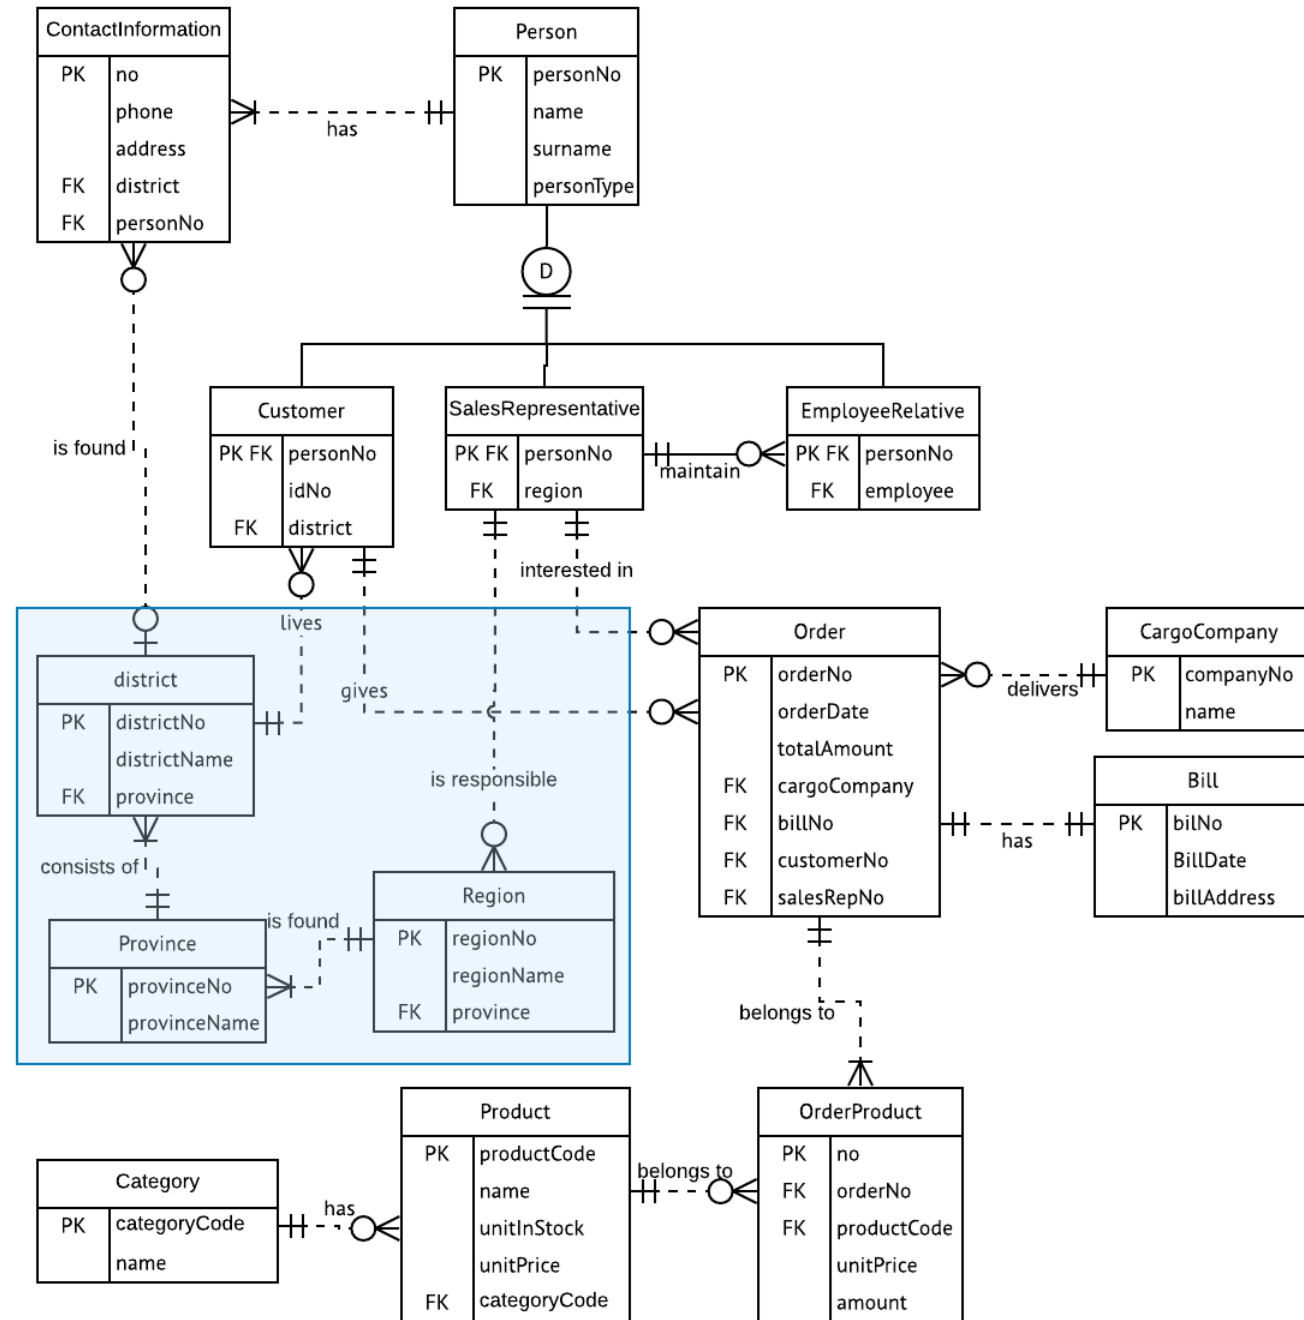 ContactInformation
PK no
phone
address
FK district
FK personNo
has
Person
PK personNo
name
surname
personType
D
is found
Customer
PK FK personNo
idNo
FK district
SalesRepresentative
PK FK personNo
FK region
maintain
EmployeeRelative
PK FK personNo
FK employee
interested in
lives
gives
is responsible
district
PK districtNo
districtName
FK province
consists of
Province
PK provinceNo
provinceName
is found
Region
PK regionNo
regionName
FK province
Order
PK orderNo
orderDate
totalAmount
FK cargoCompany
FK billNo
FK customerNo
FK salesRepNo
delivers
CargoCompany
PK companyNo
name
has
Bill
PK bilNo
BillDate
billAddress
belongs to
Category
PK categoryCode
name
has
Product
PK productCode
name
unitInStock
unitPrice
FK categoryCode
belongs to
OrderProduct
PK no
FK orderNo
FK productCode
unitPrice
amount